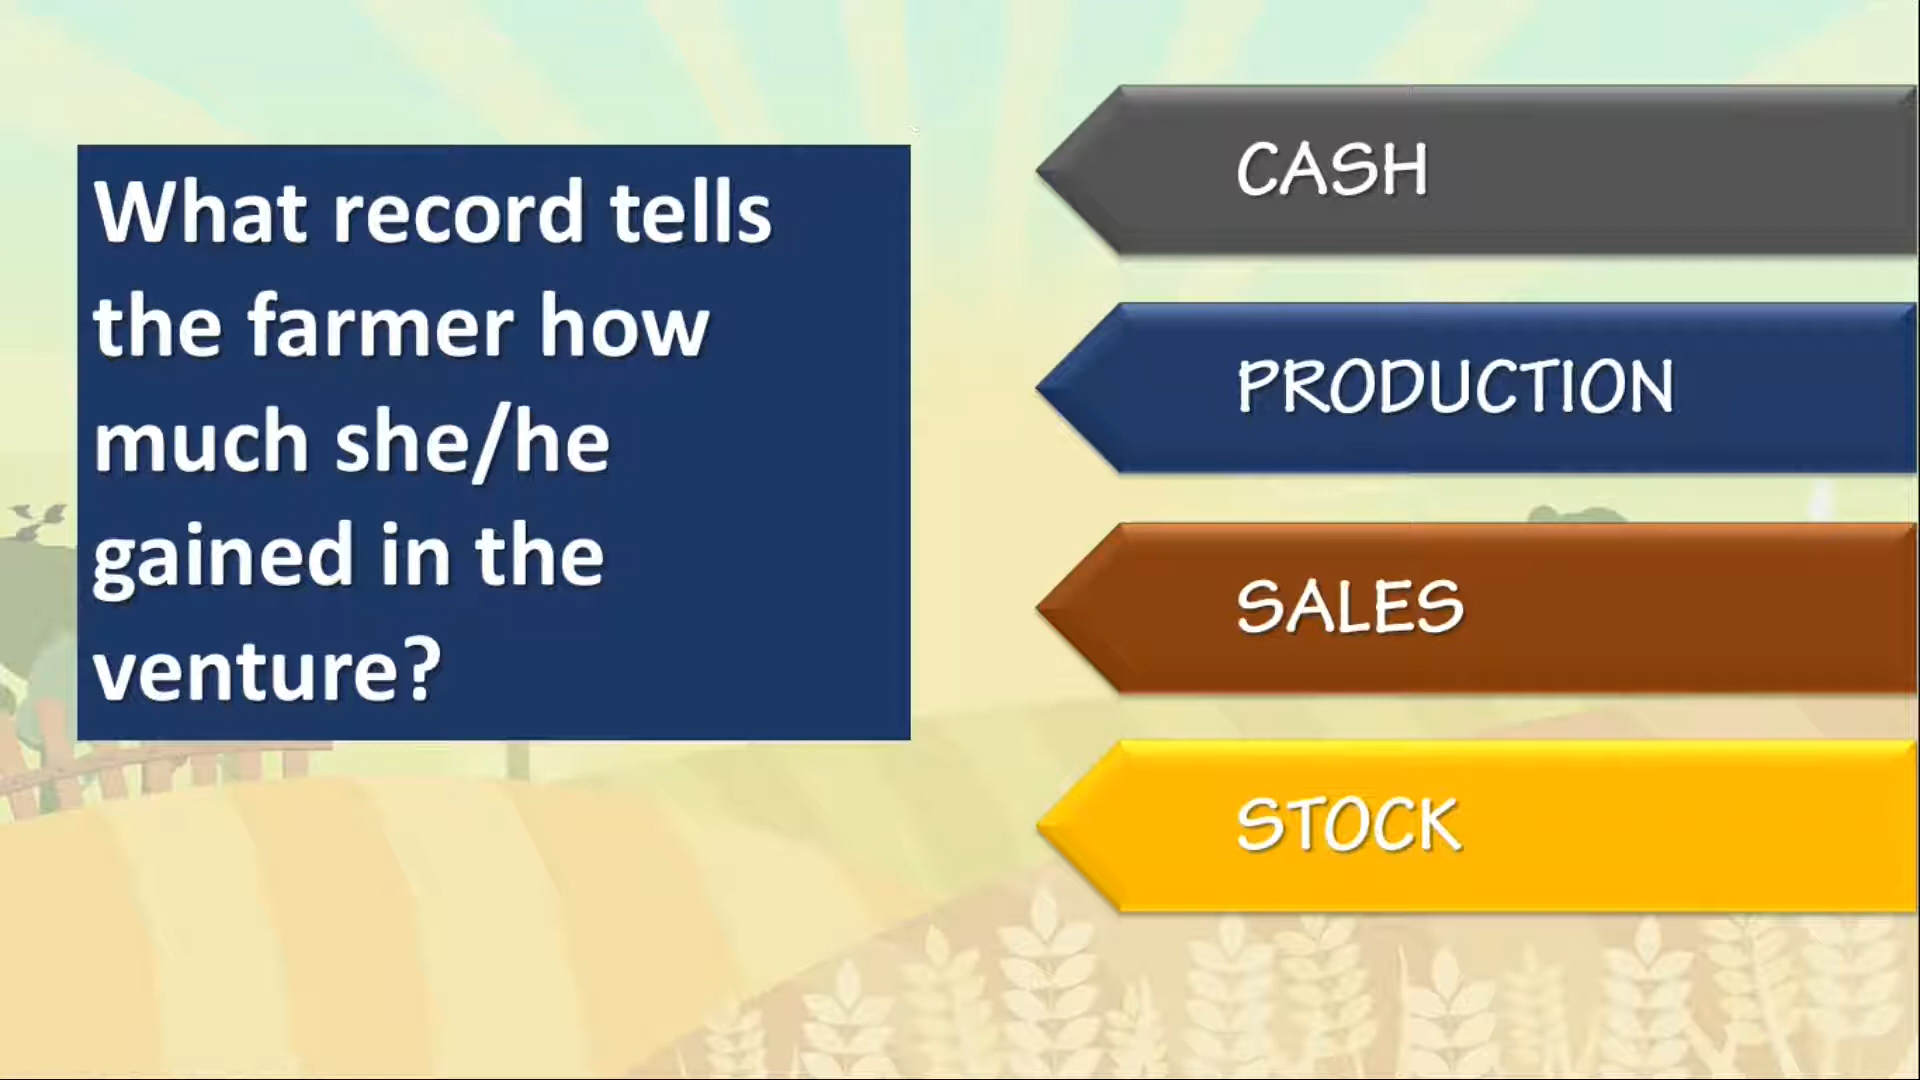 What record tells
the farmer how
much she/he
gained in the
venture?
CASH
PRODUCTION
SALES
STOCK